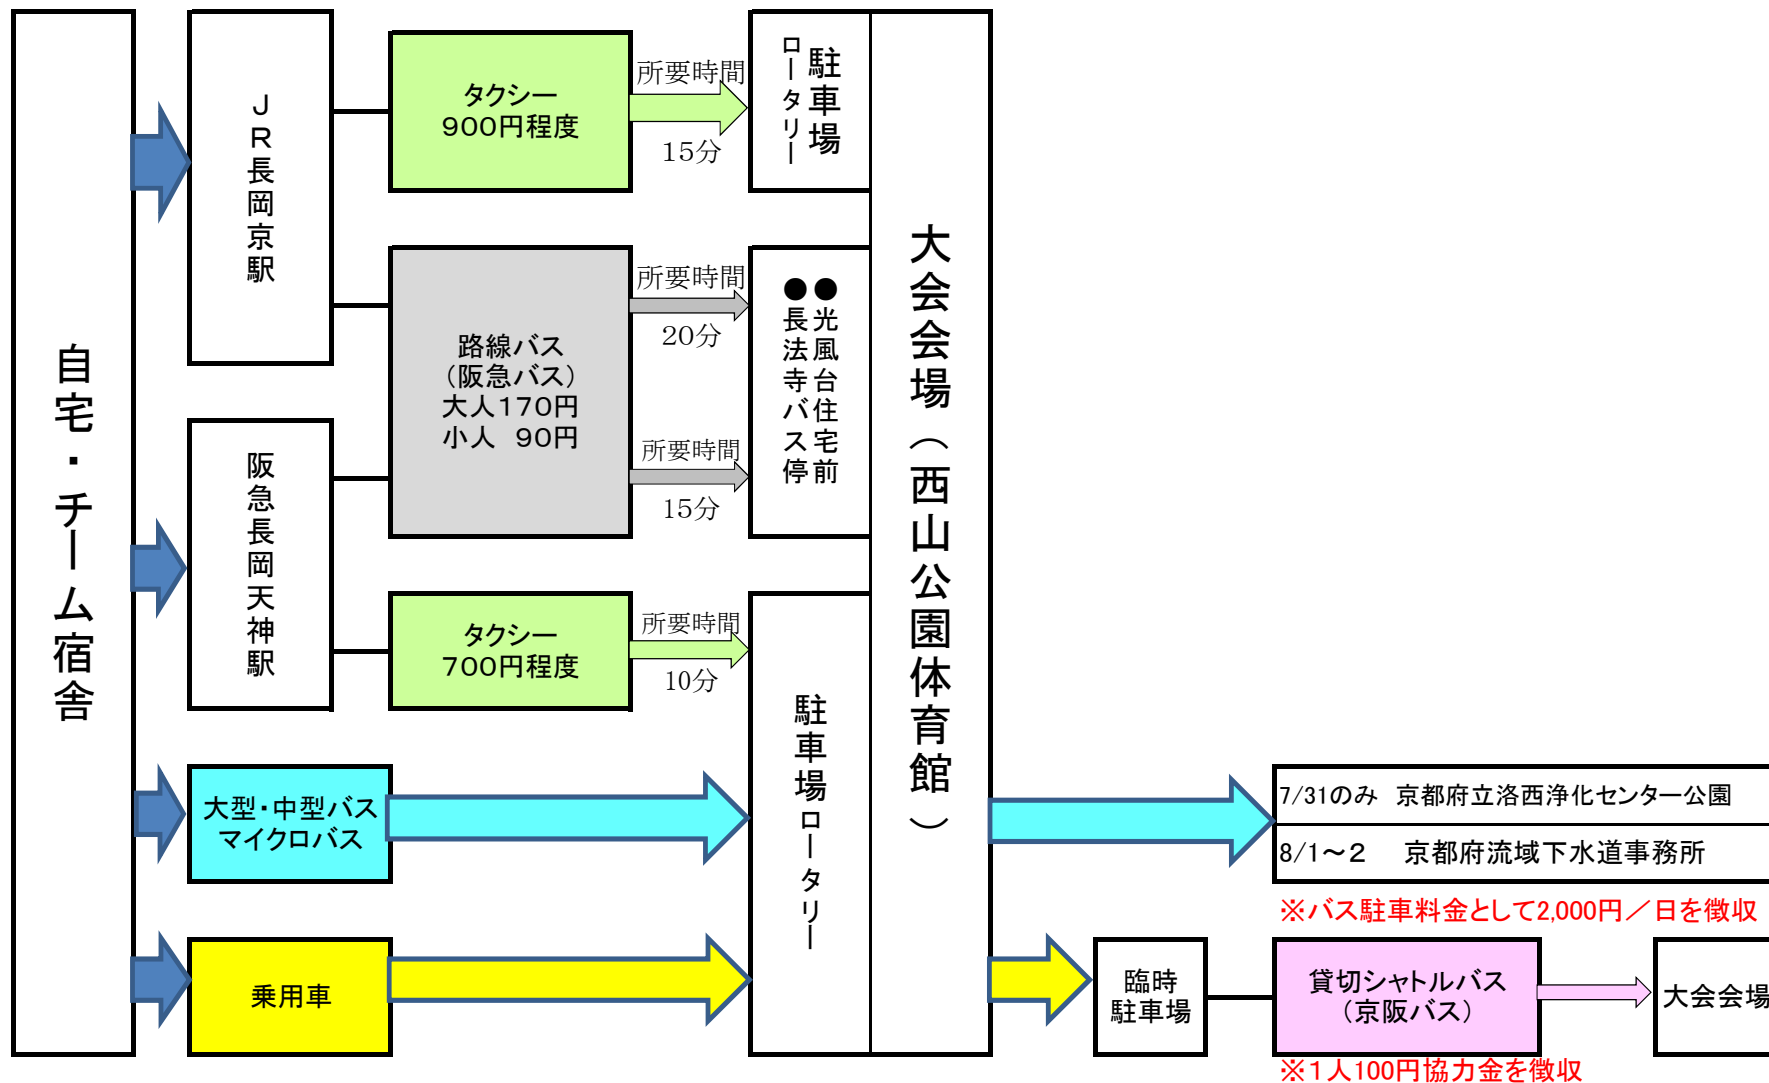 自宅・チーム宿舎
JR長岡京駅
阪急長岡天神駅
大型・中型バス
マイクロバス
乗用車
タクシー
900円程度
所要時間
15分
路線バス
(阪急バス)
大人170円
小人 90円
所要時間
20分
所要時間
15分
タクシー
700円程度
所要時間
10分
駐車場
ロータリー
●光風台住宅前
●長法寺バス停
駐車場ロータリー
大会会場(西山公園体育館)
7/31のみ 京都府立洛西浄化センター公園
8/1~2 京都府流域下水道事務所
※バス駐車料金として2,000円/日を徴収
臨時
駐車場
貸切シャトルバス
(京阪バス)
大会会場
※1人100円協力金を徴収